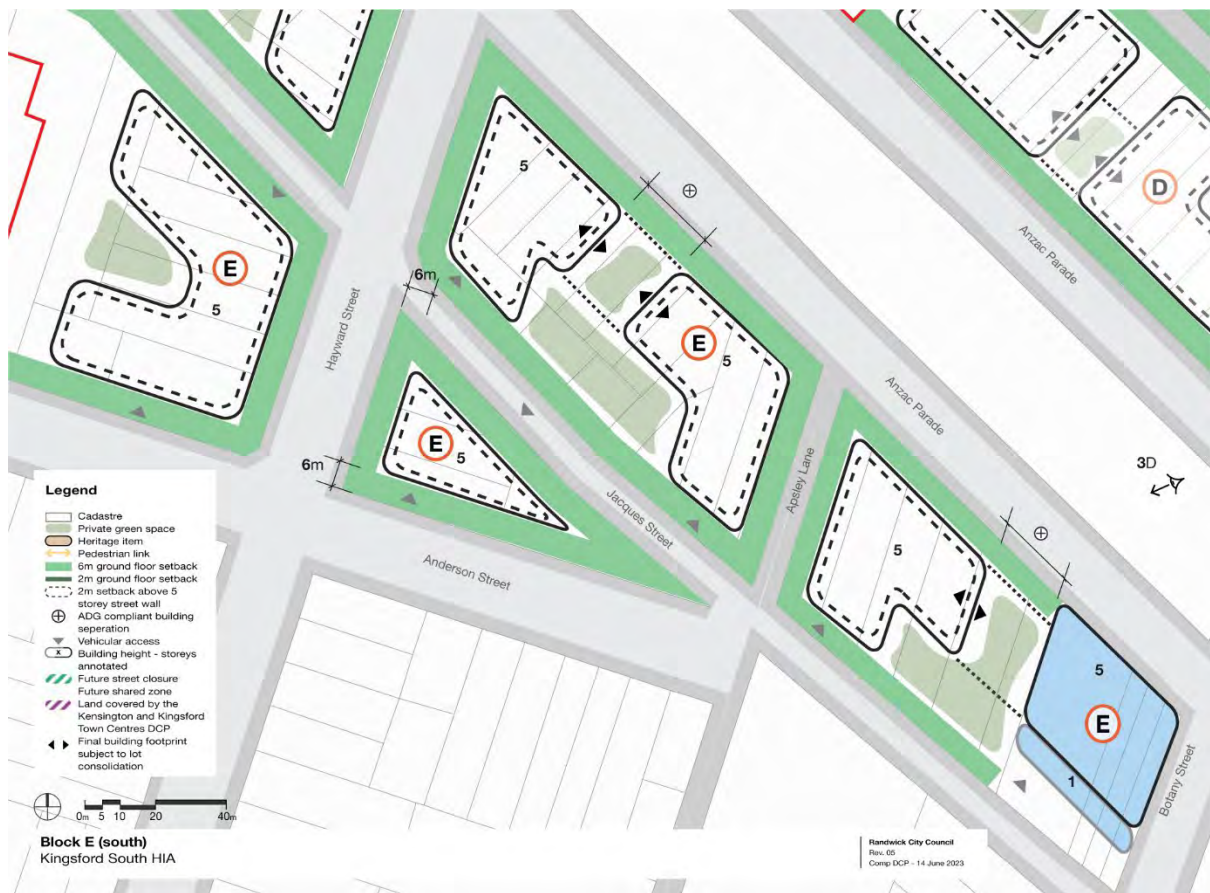 5
Anzac Parade
D
E
5
Hayward Street
6m
E
5
Anzac Parade
Apsley Lane
3D
6m
E
5
Jacques Street
Anderson Street
5
5
E
1
Botany Street
Legend
Cadastre
Private green space
Heritage item
Pedestrian link
6m ground floor setback
2m ground floor setback
2m setback above 5
storey street wall
ADG compliant building
seperation
Vehicular access
x
Building height - storeys
annotated
Future street closure
Future shared zone
Land covered by the
Kensington and Kingsford
Town Centres DCP
Final building footprint
subject to lot
consolidation
0m 5 10 20 40m
Block E (south)
Kingsford South HIA
Randwick City Council
Rev. 05
Comp DCP - 14 June 2023